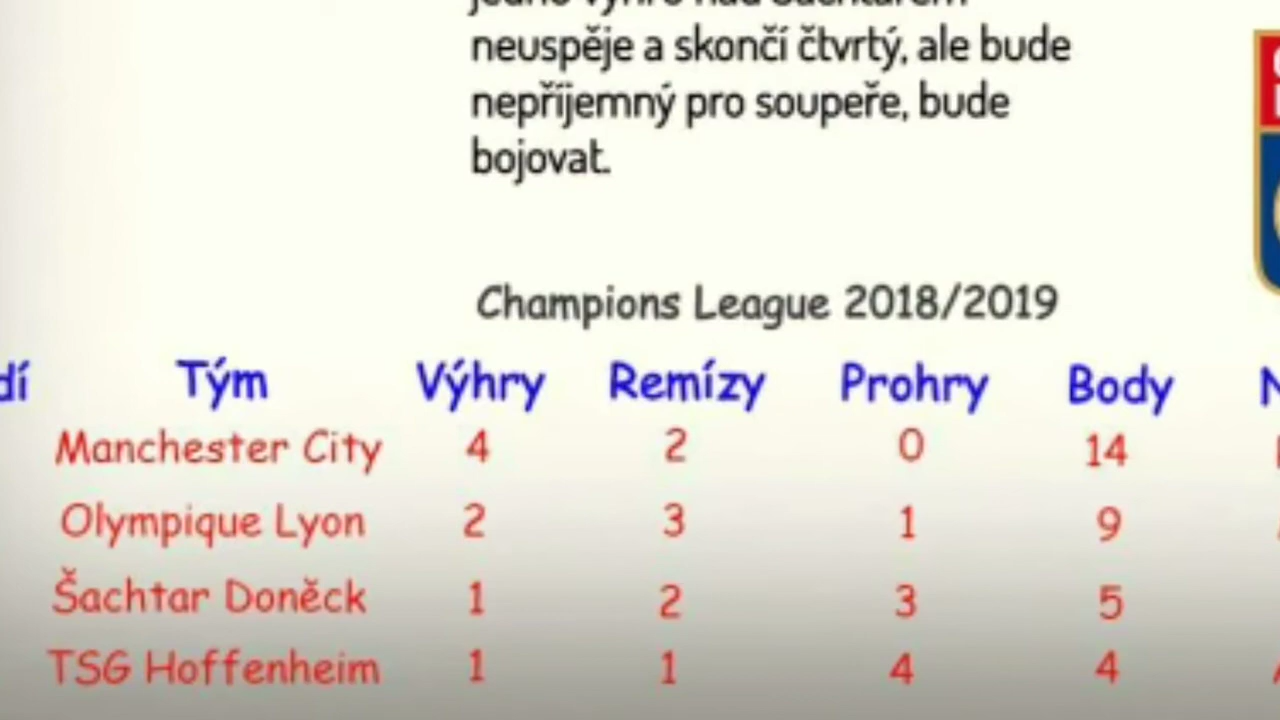 neuspěje a skončí čtvrtý, ale bude
nepříjemný pro soupeře, bude
bojovat.
Champions League 2018/2019
Tým Výhry Remízy Prohry Body
Manchester City 4 2 0 14
Olympique Lyon 2 3 1 9
Šachtar Doněck 1 2 3 5
TSG Hoffenheim 1 1 4 4